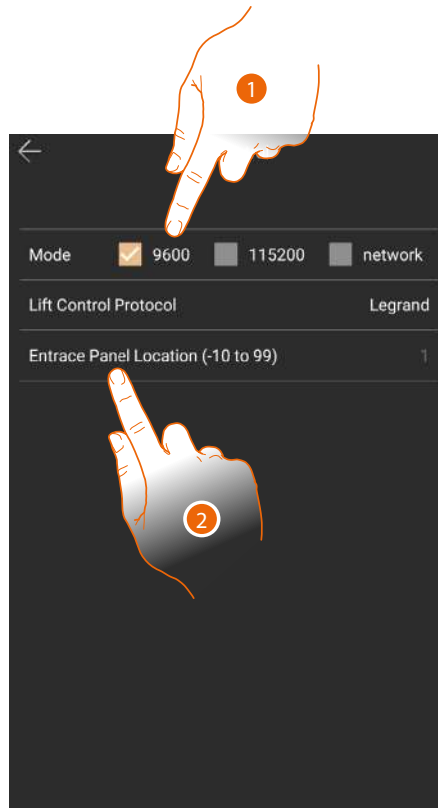 1
Mode 9600 115200 network
Lift Control Protocol Legrand
Entrace Panel Location (-10 to 99) 1
2